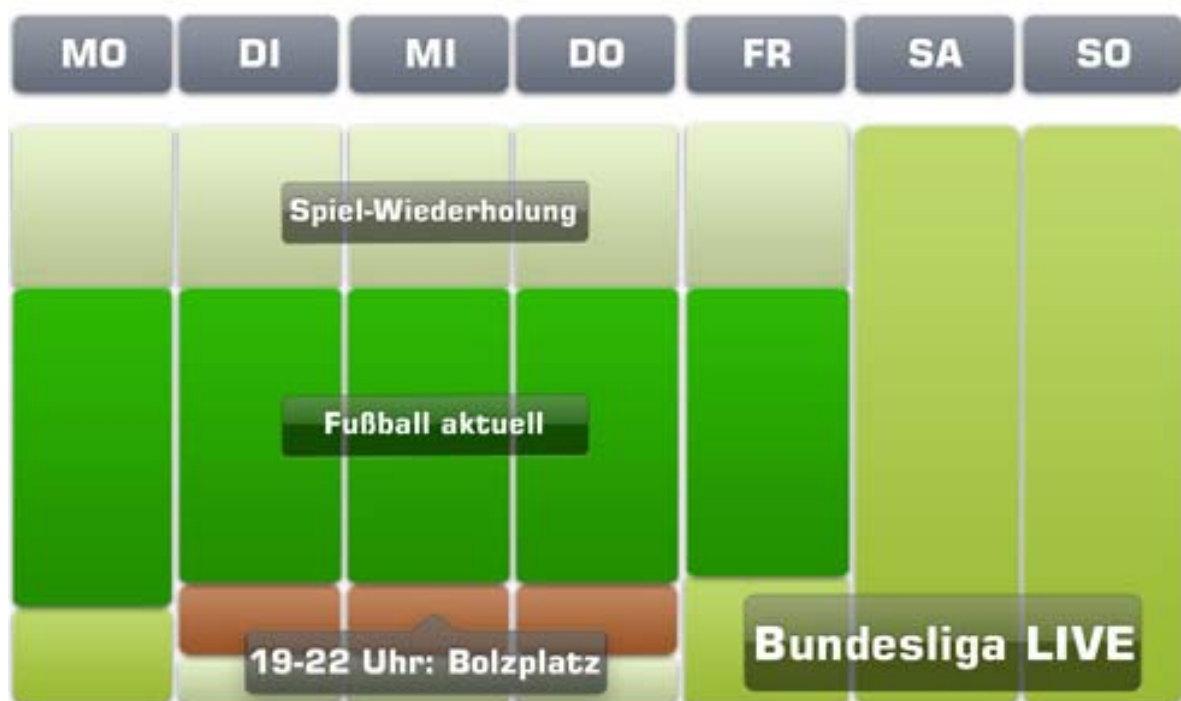 MO DI MI DO FR SA SO
Spiel-Wiederholung
Fußball aktuell
19-22 Uhr: Bolzplatz
Bundesliga LIVE